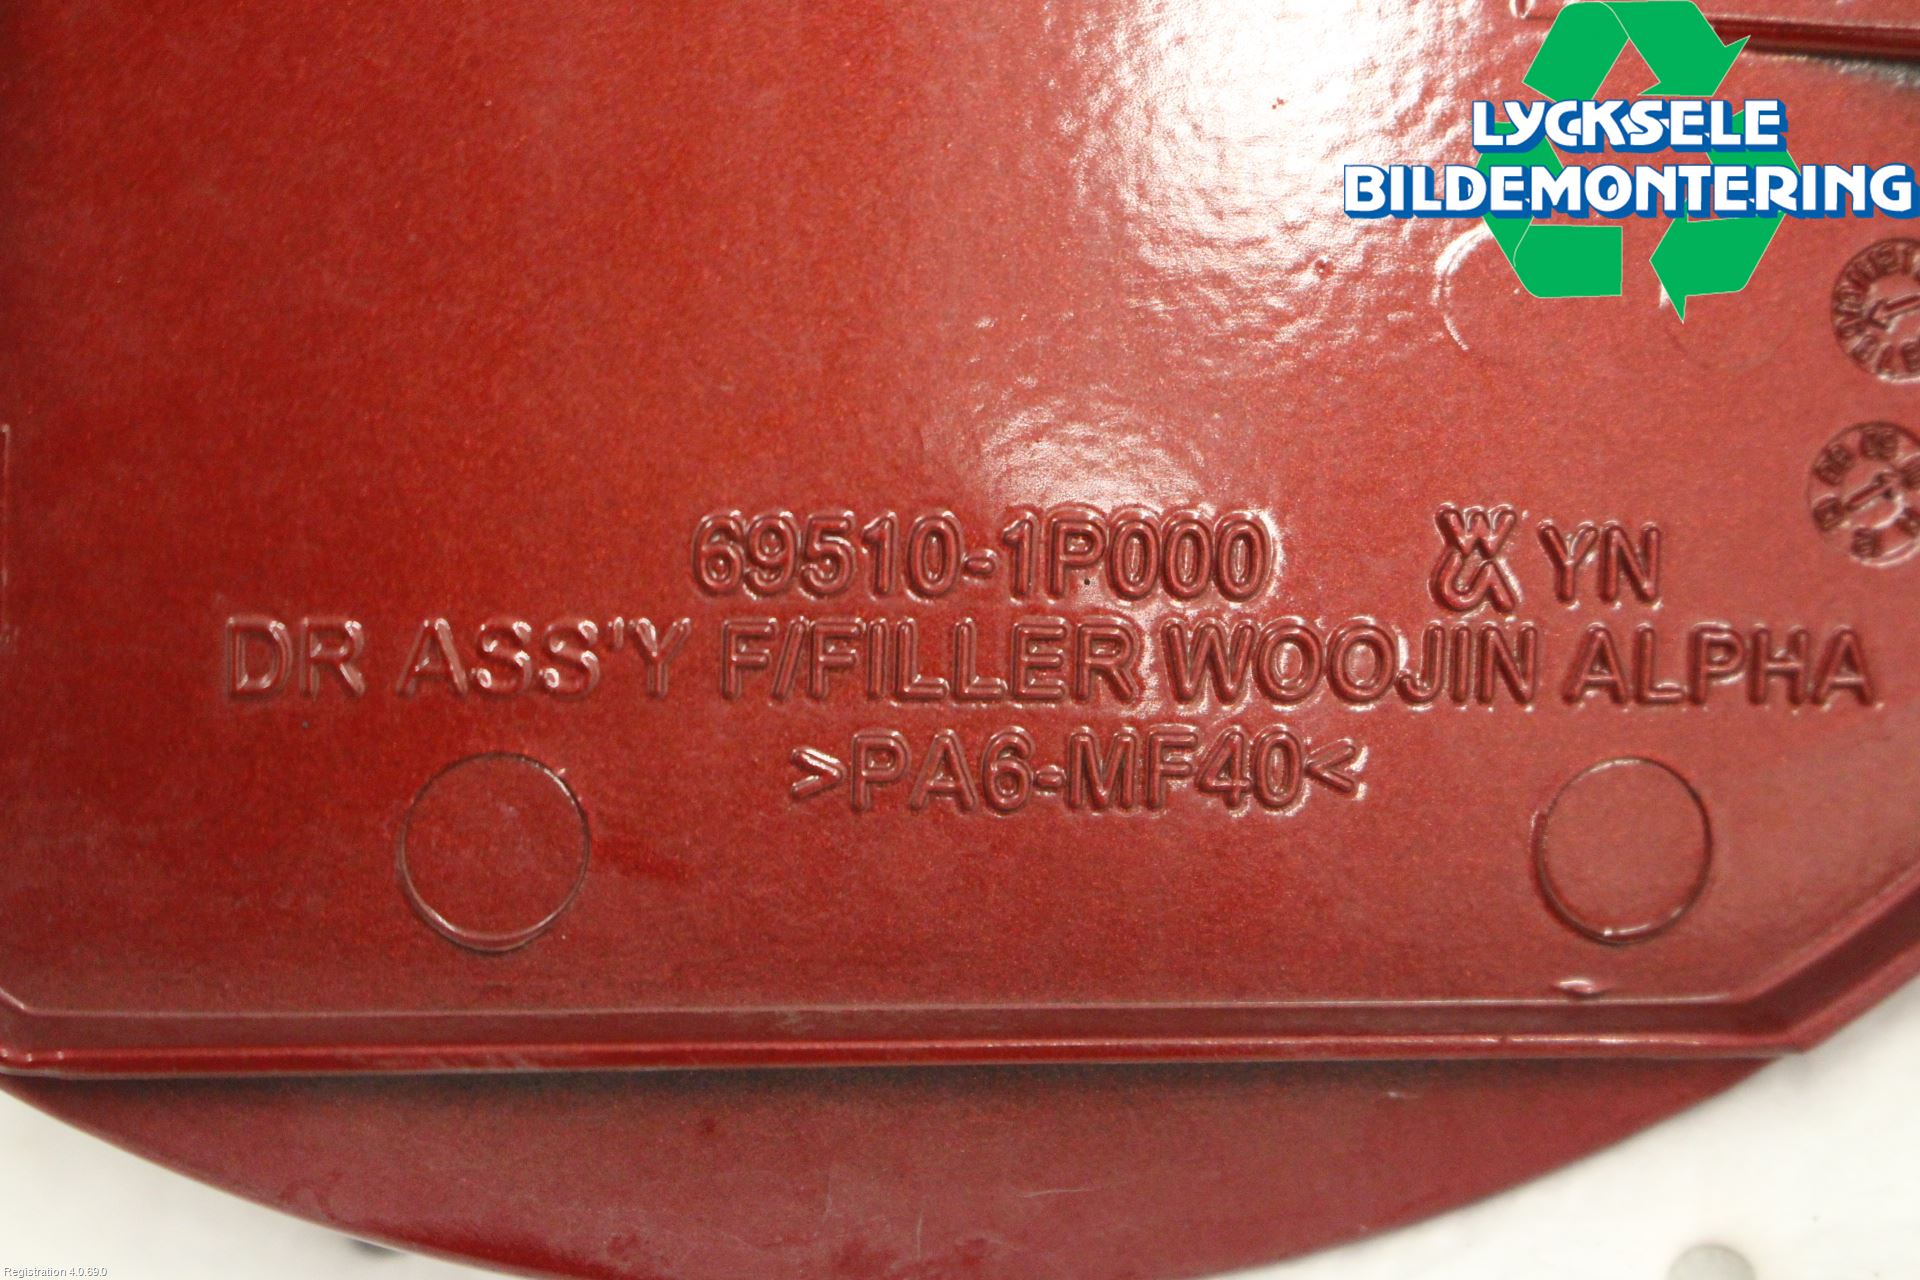 LYCKSELE
BILDEMONTERING
69510-1P000 YN
DR ASS'Y F/FILLER WOOJIN ALPHA
>PA6-MF40<
Registration 4.0.69.0